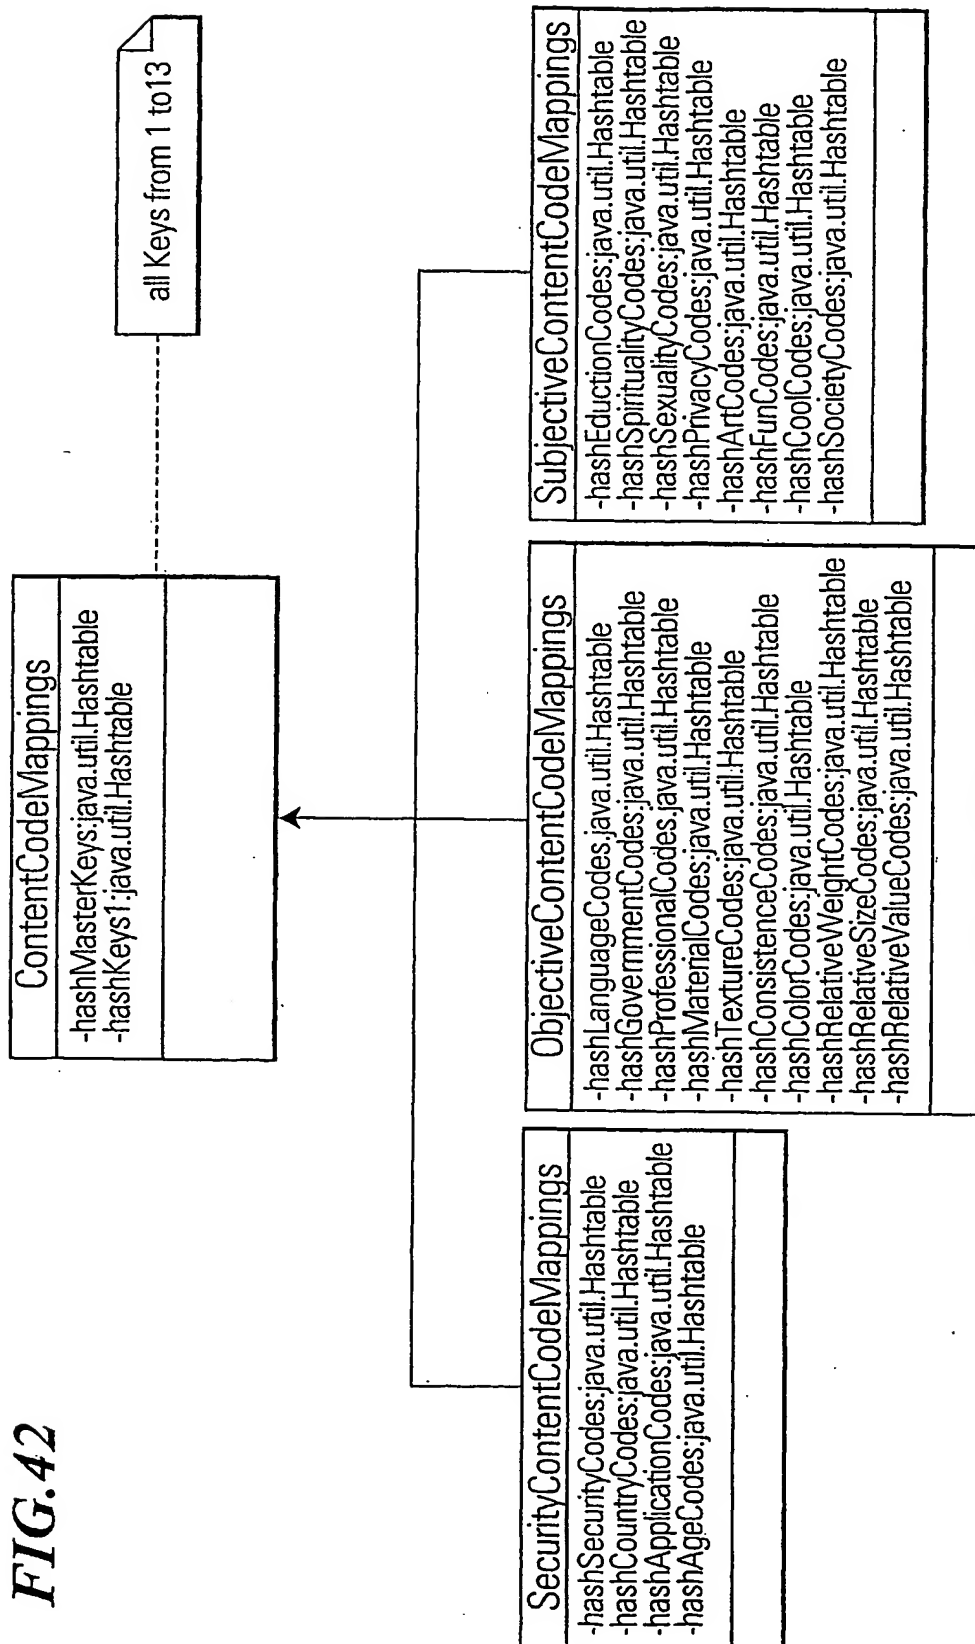 FIG.42
ContentCodeMappings
-hashMasterKeys:java.util.Hashtable
-hashKeys1:java.util.Hashtable
all Keys from 1 to13
SecurityContentCodeMappings
-hashSecurityCodes:java.util.Hashtable
-hashCountryCodes:java.util.Hashtable
-hashApplicationCodes:java.util.Hashtable
-hashAgeCodes:java.util.Hashtable
ObjectiveContentCodeMappings
-hashLanguageCodes,java.util.Hashtable
-hashGovernmentCodes;java.util.Hashtable
-hashProfessionalCodes,java.util.Hashtable
-hashMaterialCodes:java.util.Hashtable
-hashTextureCodes:java.util.Hashtable
-hashConsistenceCodes:java.util.Hashtable
-hashColorCodes:java.util.Hashtable
-hashRelativeWeightCodes:java.util.Hashtable
-hashRelativeSizeCodes:java.util.Hashtable
-hashRelativeValueCodes:java.util.Hashtable
SubjectiveContentCodeMappings
-hashEductionCodes:java.util.Hashtable
-hashSpiritualityCodes:java.util.Hashtable
-hashSexualityCodes:java.util.Hashtable
-hashPrivacyCodes:java.util.Hashtable
-hashArtCodes:java.util.Hashtable
-hashFunCodes:java.util.Hashtable
-hashCoolCodes:java.util.Hashtable
-hashSocietyCodes:java.util.Hashtable